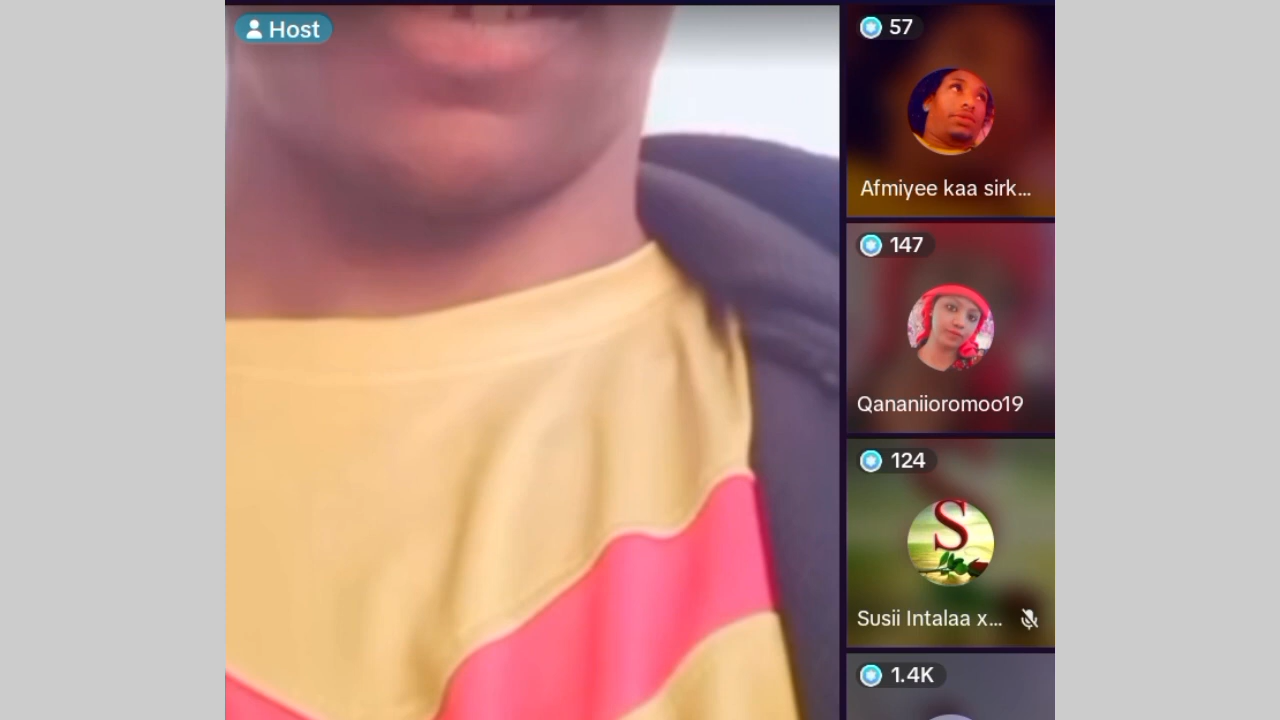 Host
57
Afmiyee kaa sirk...
147
Qananiioromoo19
124
S
Susii Intalaa x...
1.4K